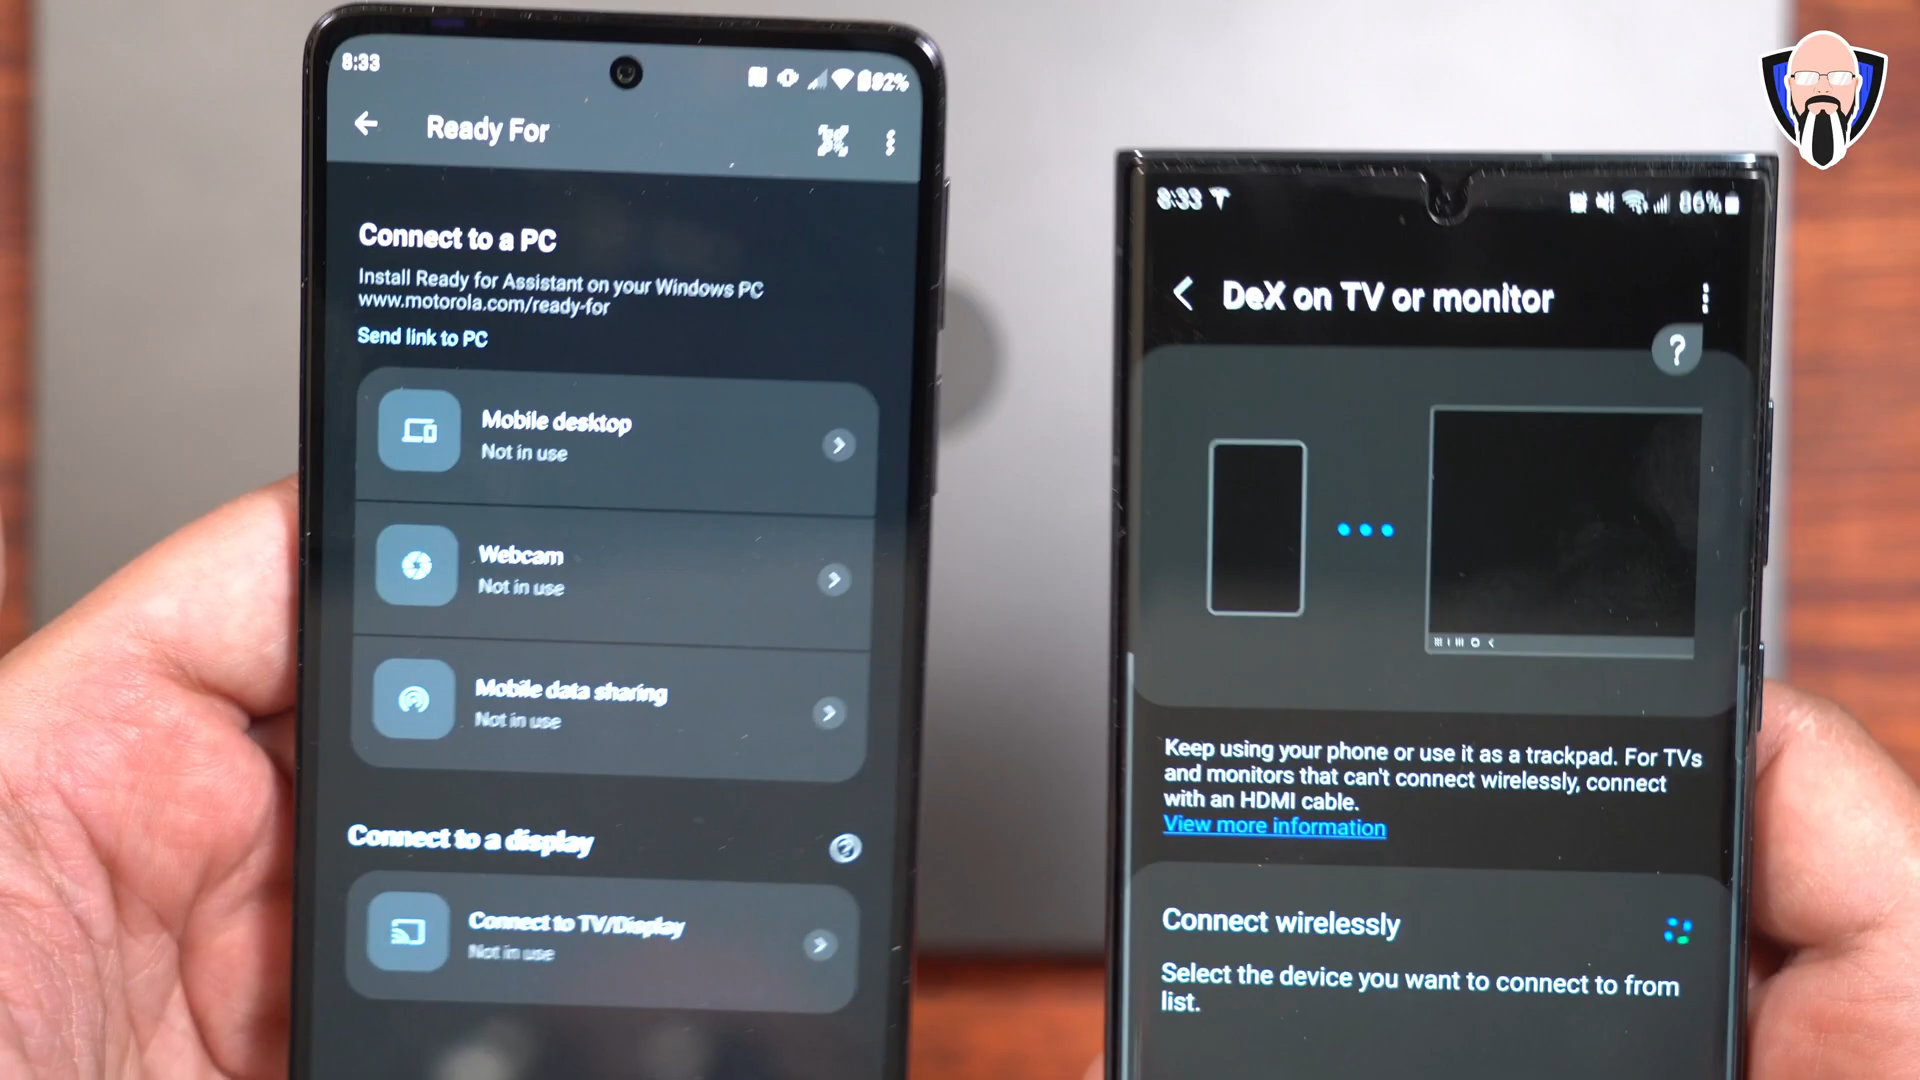 8:33
92%
Ready For
Connect to a PC
Install Ready for Assistant on your Windows PC
www.motorola.com/ready-for
Send link to PC
Mobile desktop
Not in use
Webcam
Not in use
Mobile data sharing
Not in use
Connect to a display
?
Connect to TV/Display
Not in use
8:33
86%
DeX on TV or monitor
?
Keep using your phone or use it as a trackpad. For TVs
and monitors that can't connect wirelessly, connect
with an HDMI cable.
View more information
Connect wirelessly
Select the device you want to connect to from
list.